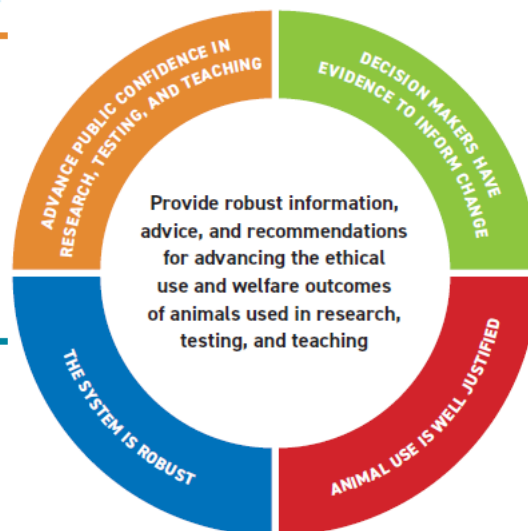 ADVANCE PUBLIC CONFIDENCE IN
RESEARCH, TESTING, AND TEACHING
DECISION MAKERS HAVE
EVIDENCE TO INFORM CHANGE
Provide robust information,
advice, and recommendations
for advancing the ethical
use and welfare outcomes
of animals used in research,
testing, and teaching
THE SYSTEM IS ROBUST
ANIMAL USE IS WELL JUSTIFIED